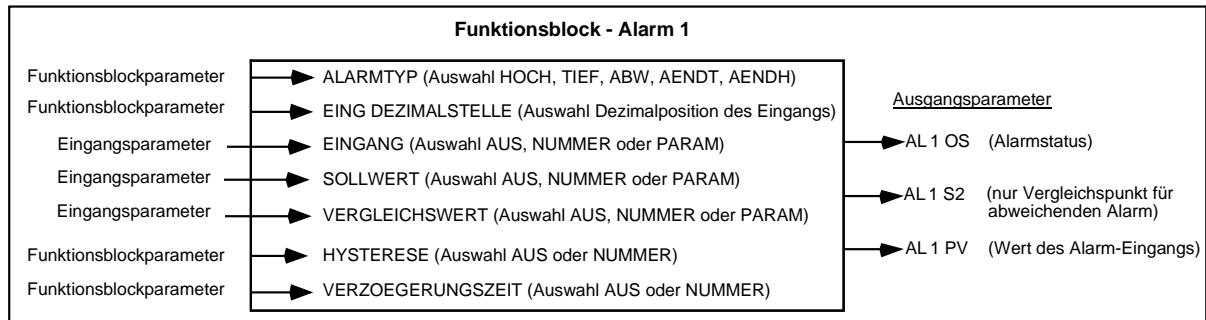 Funktionsblock - Alarm 1
Funktionsblockparameter
ALARMTYP (Auswahl HOCH, TIEF, ABW, AENDT, AENDH)
Funktionsblockparameter
EING DEZIMALSTELLE (Auswahl Dezimalposition des Eingangs)
Eingangsparameter
EINGANG (Auswahl AUS, NUMMER oder PARAM)
Eingangsparameter
SOLLWERT (Auswahl AUS, NUMMER oder PARAM)
Eingangsparameter
VERGLEICHSWERT (Auswahl AUS, NUMMER oder PARAM)
Funktionsblockparameter
HYSTERESE (Auswahl AUS oder NUMMER)
Funktionsblockparameter
VERZOEGERUNGSZEIT (Auswahl AUS oder NUMMER)
Ausgangsparameter
AL 1 OS (Alarmstatus)
AL 1 S2 (nur Vergleichspunkt für
abweichenden Alarm)
AL 1 PV (Wert des Alarm-Eingangs)